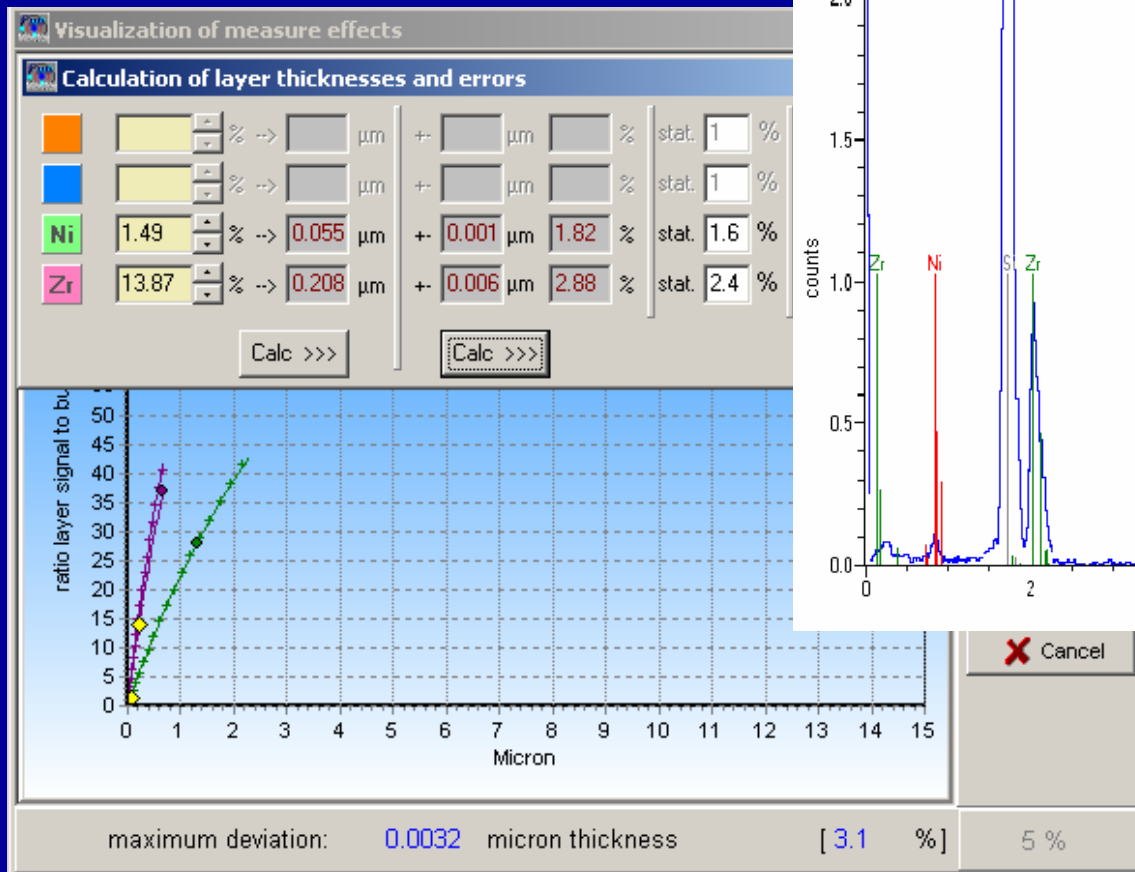 Visualization of measure effects
Calculation of layer thicknesses and errors
% --> µm +- µm % stat. 1 %
% --> µm +- µm % stat. 1 %
Ni 1.49 % --> 0.055 µm +- 0.001 µm 1.82 % stat. 1.6 %
Zr 13.87 % --> 0.208 µm +- 0.006 µm 2.88 % stat. 2.4 %
Calc >>> Calc >>>
ratio layer signal to
50
45
40
35
30
25
20
15
10
5
0
0 1 2 3 4 5 6 7 8 9 10 11 12 13 14 15
Micron
maximum deviation: 0.0032 micron thickness [ 3.1 %] 5 %
2.0
1.5
counts
1.0
0.5
0.0
Zr Ni Zr
0 2
Cancel